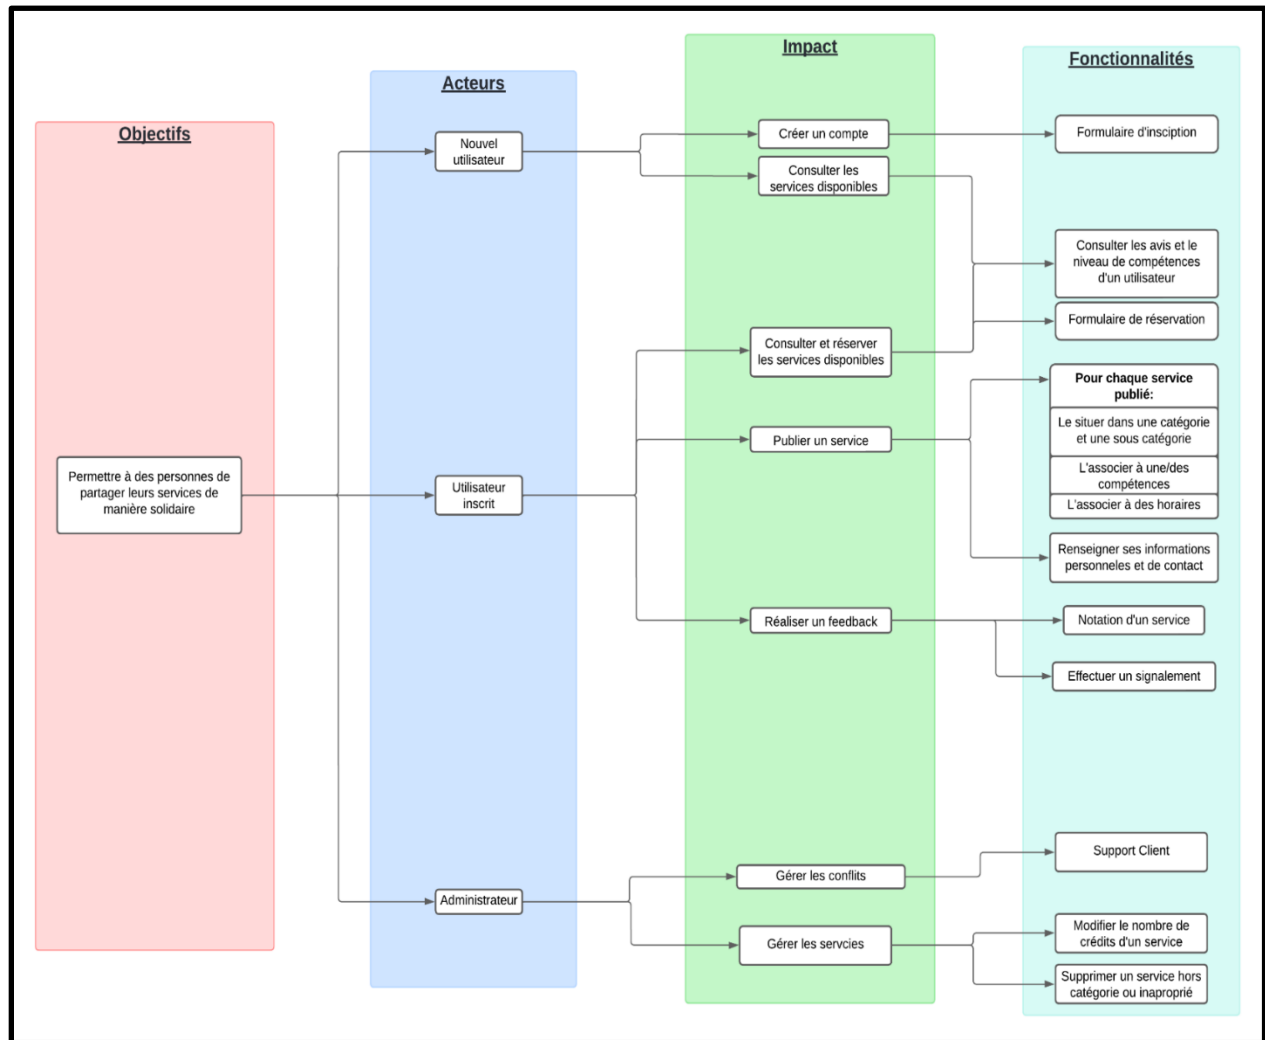 Objectifs
Permettre à des personnes de
partager leurs services de
manière solidaire
Acteurs
Nouvel
utilisateur
Utilisateur
inscrit
Administrateur
Impact
Créer un compte
Consulter les
services disponibles
Consulter et réserver
les services disponibles
Publier un service
Réaliser un feedback
Gérer les conflits
Gérer les servcies
Fonctionnalités
Formulaire d'insciption
Consulter les avis et le
niveau de compétences
d'un utilisateur
Formulaire de réservation
Pour chaque service
publié:
Le situer dans une catégorie
et une sous catégorie
L'associer à une/des
compétences
L'associer à des horaires
Renseigner ses informations
personneles et de contact
Notation d'un service
Effectuer un signalement
Support Client
Modifier le nombre de
crédits d'un service
Supprimer un service hors
catégorie ou inaproprié